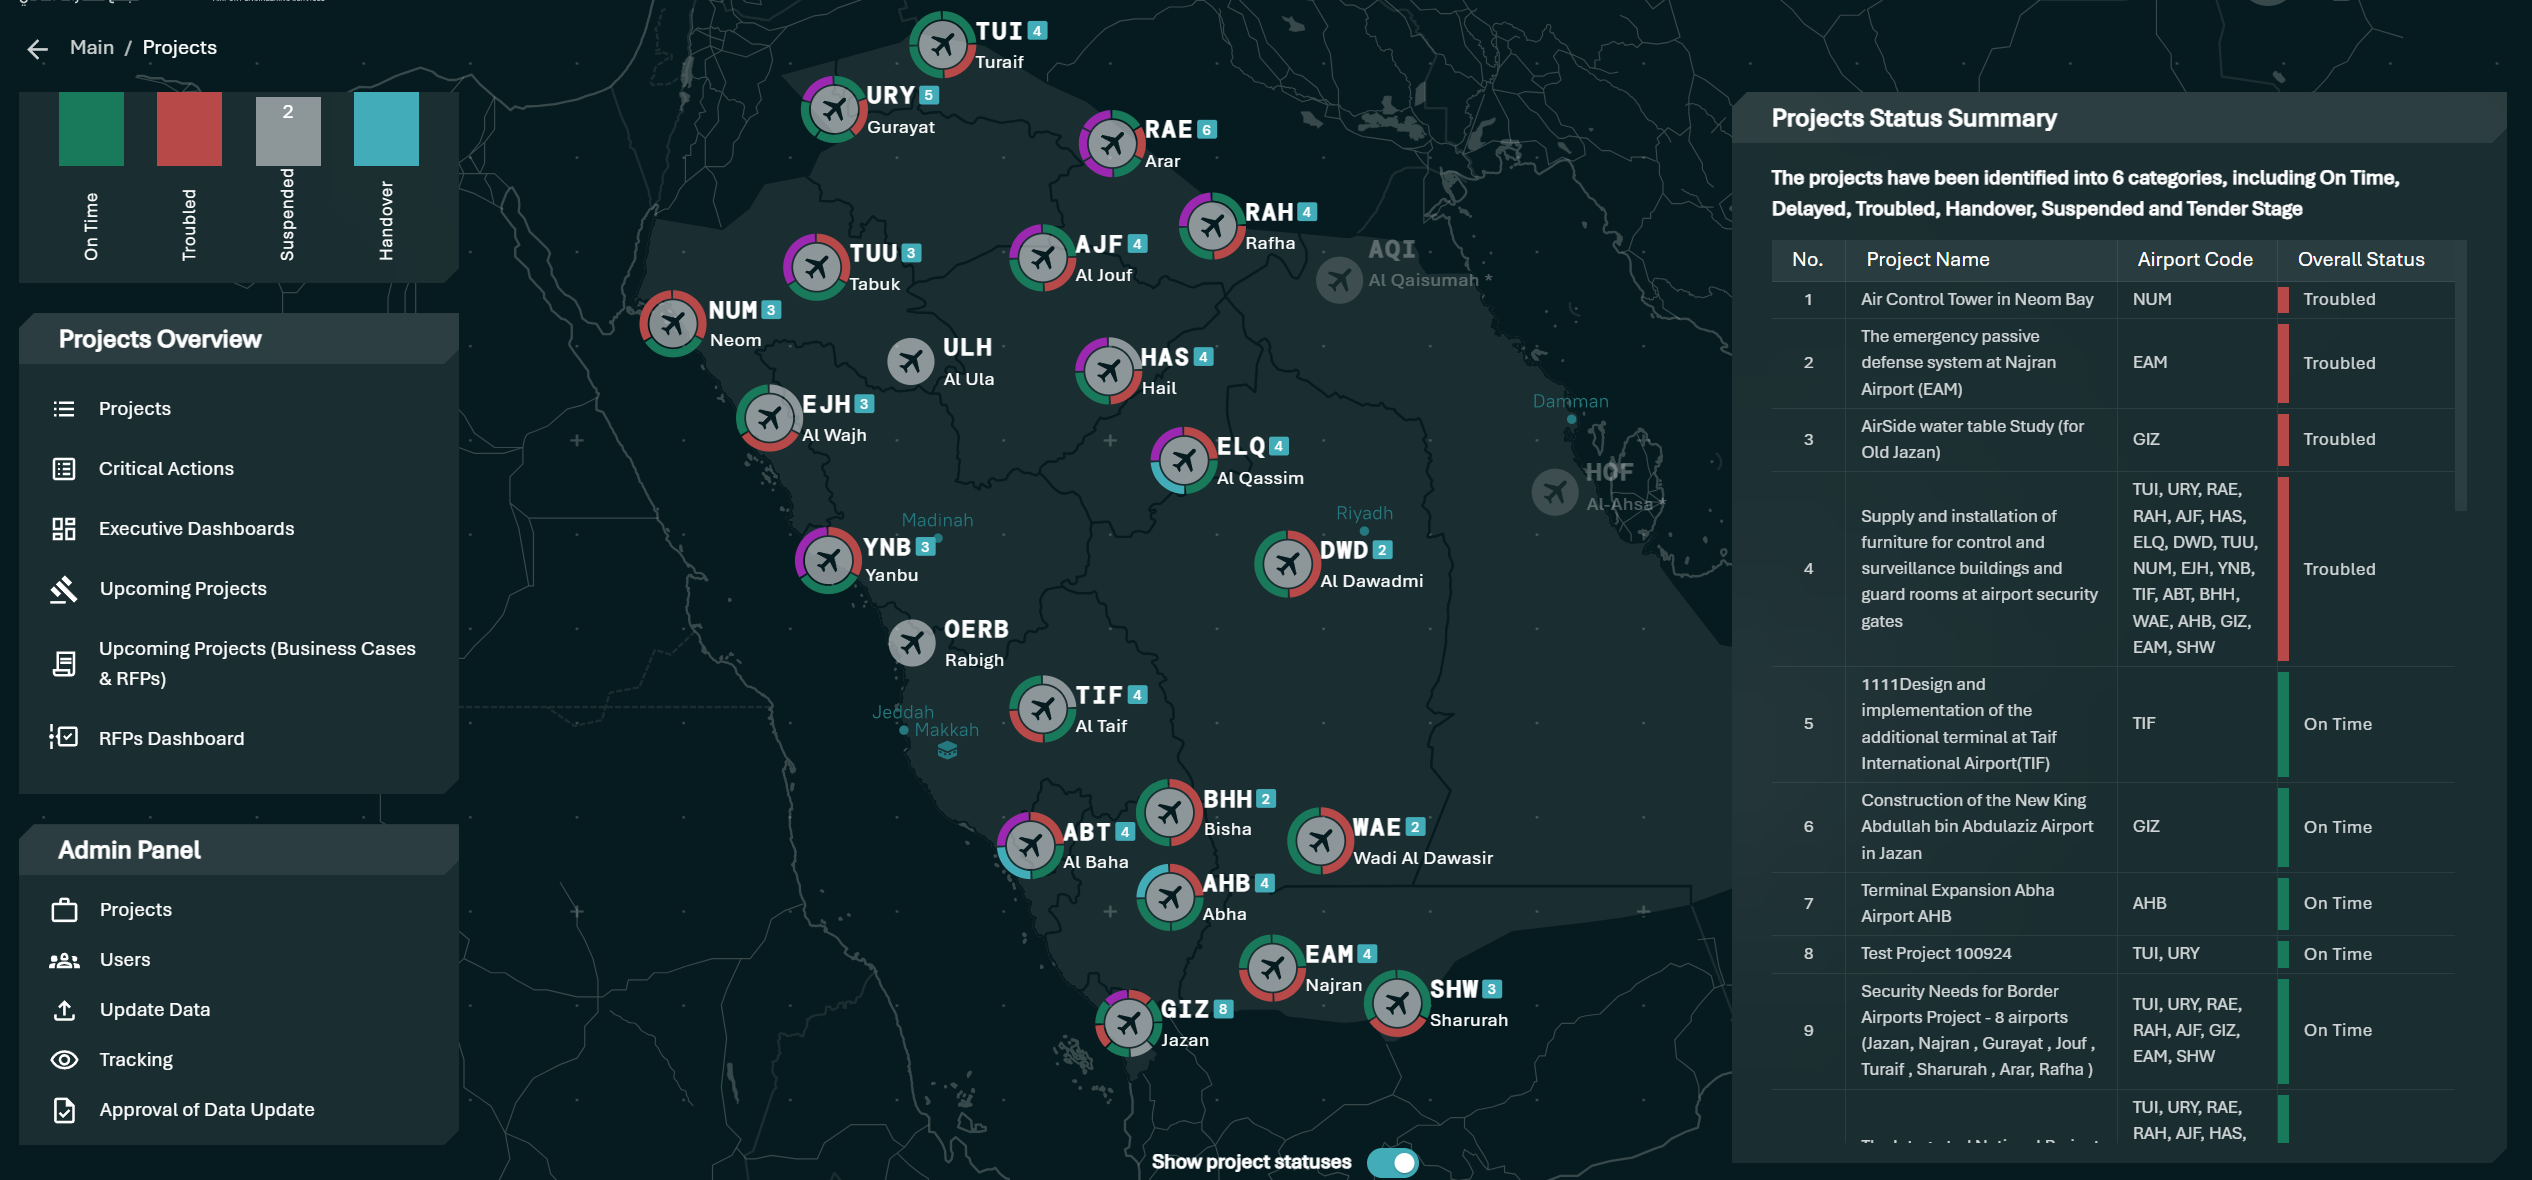 Main / Projects
2
On Time
Troubled
Suspended
Handover
Projects Overview
Projects
Critical Actions
Executive Dashboards
Upcoming Projects
Upcoming Projects (Business Cases
& RFPs)
RFPs Dashboard
Admin Panel
Projects
Users
Update Data
Tracking
Approval of Data Update
TUI 4
Turaif
URY 5
Gurayat
RAE 6
Arar
RAH 4
Rafha
AJF 4
Al Jouf
AQI
Al Qaisumah *
TUU 3
Tabuk
NUM 3
Neom
ULH
Al Ula
HAS 4
Hail
EJH 3
Al Wajh
Damman
ELQ 4
Al Qassim
HOF
Al-Ahsa *
Madinah
Riyadh
YNB 3
Yanbu
DWD 2
Al Dawadmi
OERB
Rabigh
TIF 4
Al Taif
Jeddah
Makkah
BHH 2
Bisha
ABT 4
Al Baha
WAE 2
Wadi Al Dawasir
AHB 4
Abha
EAM 4
Najran
SHW 3
Sharurah
GIZ 8
Jazan
Show project statuses
Projects Status Summary
The projects have been identified into 6 categories, including On Time,
Delayed, Troubled, Handover, Suspended and Tender Stage
No. Project Name Airport Code Overall Status
1 Air Control Tower in Neom Bay NUM Troubled
The emergency passive
defense system at Najran
Airport (EAM)
2 EAM Troubled
AirSide water table Study (for
Old Jazan)
3 GIZ Troubled
Supply and installation of
furniture for control and
surveillance buildings and
guard rooms at airport security
gates
4
TUI, URY, RAE,
RAH, AJF, HAS,
ELQ, DWD, TUU,
NUM, EJH, YNB,
TIF, ABT, BHH,
WAE, AHB, GIZ,
EAM, SHW
Troubled
1111Design and
implementation of the
additional terminal at Taif
International Airport(TIF)
5 TIF On Time
Construction of the New King
Abdullah bin Abdulaziz Airport
in Jazan
6 GIZ On Time
Terminal Expansion Abha
Airport AHB
7 AHB On Time
8 Test Project 100924 TUI, URY On Time
Security Needs for Border
Airports Project - 8 airports
(Jazan, Najran , Gurayat , Jouf ,
Turaif , Sharurah , Arar, Rafha )
9
TUI, URY, RAE,
RAH, AJF, GIZ,
EAM, SHW
On Time
TUI, URY, RAE,
RAH, AJF, HAS,